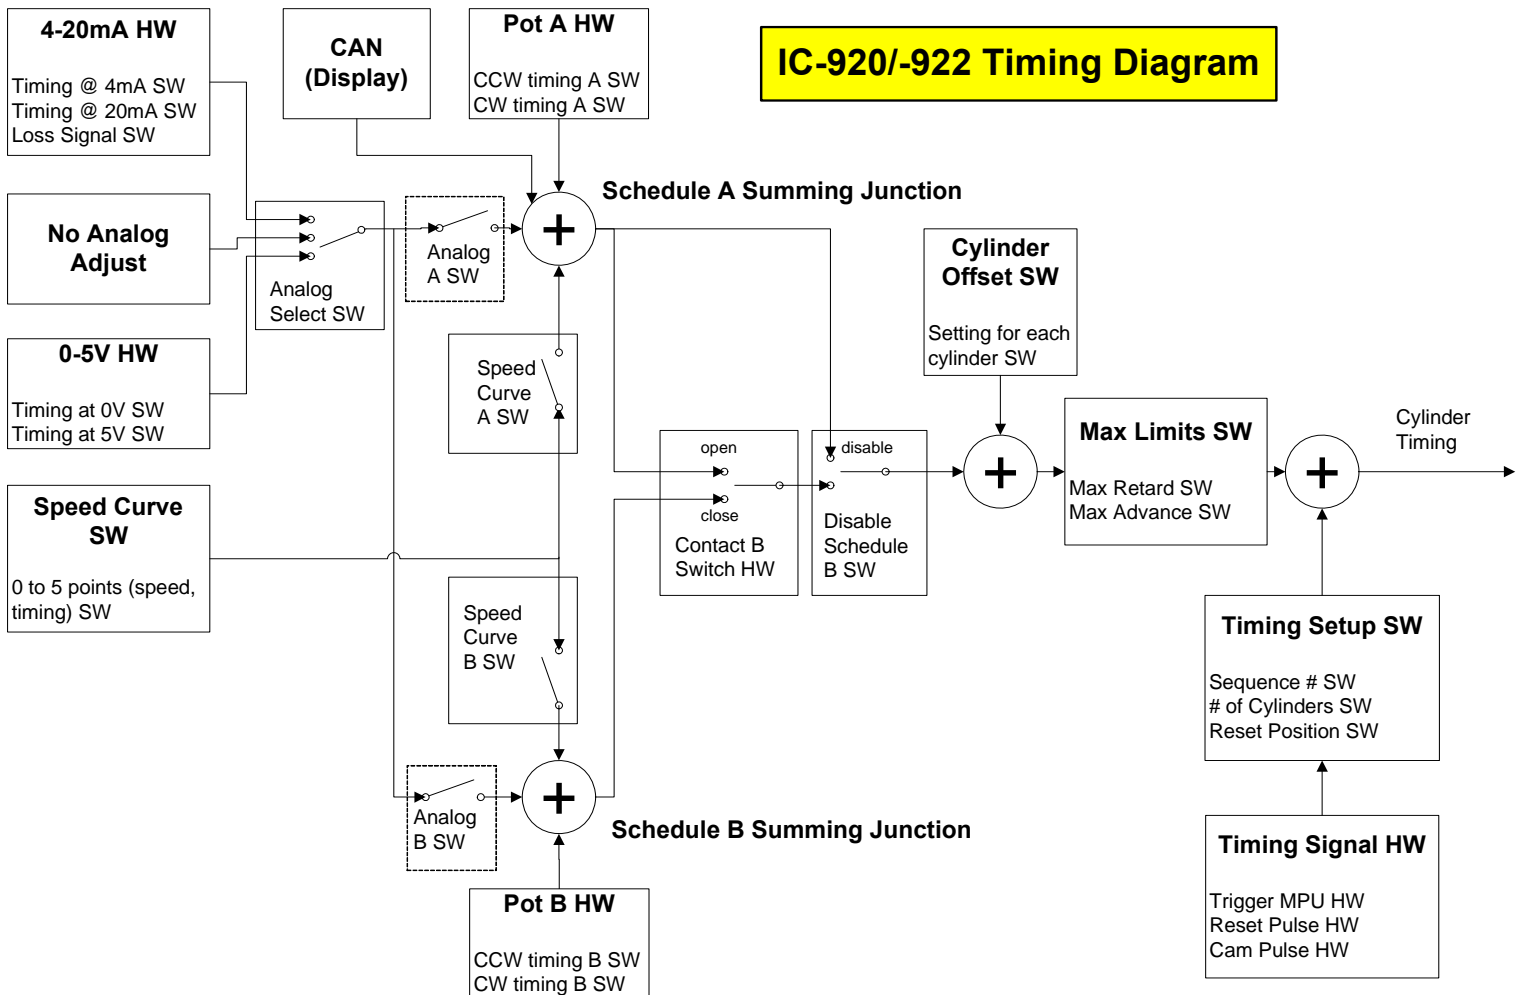 4-20mA HW
Timing @ 4mA SW
Timing @ 20mA SW
Loss Signal SW
CAN
(Display)
Pot A HW
CCW timing A SW
CW timing A SW
IC-920/-922 Timing Diagram
No Analog
Adjust
Analog
Select SW
Analog
A SW
+
Schedule A Summing Junction
0-5V HW
Timing at 0V SW
Timing at 5V SW
Speed
Curve
A SW
Cylinder
Offset SW
Setting for each
cylinder SW
Speed Curve
SW
0 to 5 points (speed,
timing) SW
open
close
Contact B
Switch HW
disable
Disable
Schedule
B SW
+
Max Limits SW
Max Retard SW
Max Advance SW
+
Cylinder
Timing
Speed
Curve
B SW
Timing Setup SW
Sequence # SW
# of Cylinders SW
Reset Position SW
Analog
B SW
+
Schedule B Summing Junction
Timing Signal HW
Trigger MPU HW
Reset Pulse HW
Cam Pulse HW
Pot B HW
CCW timing B SW
CW timing B SW